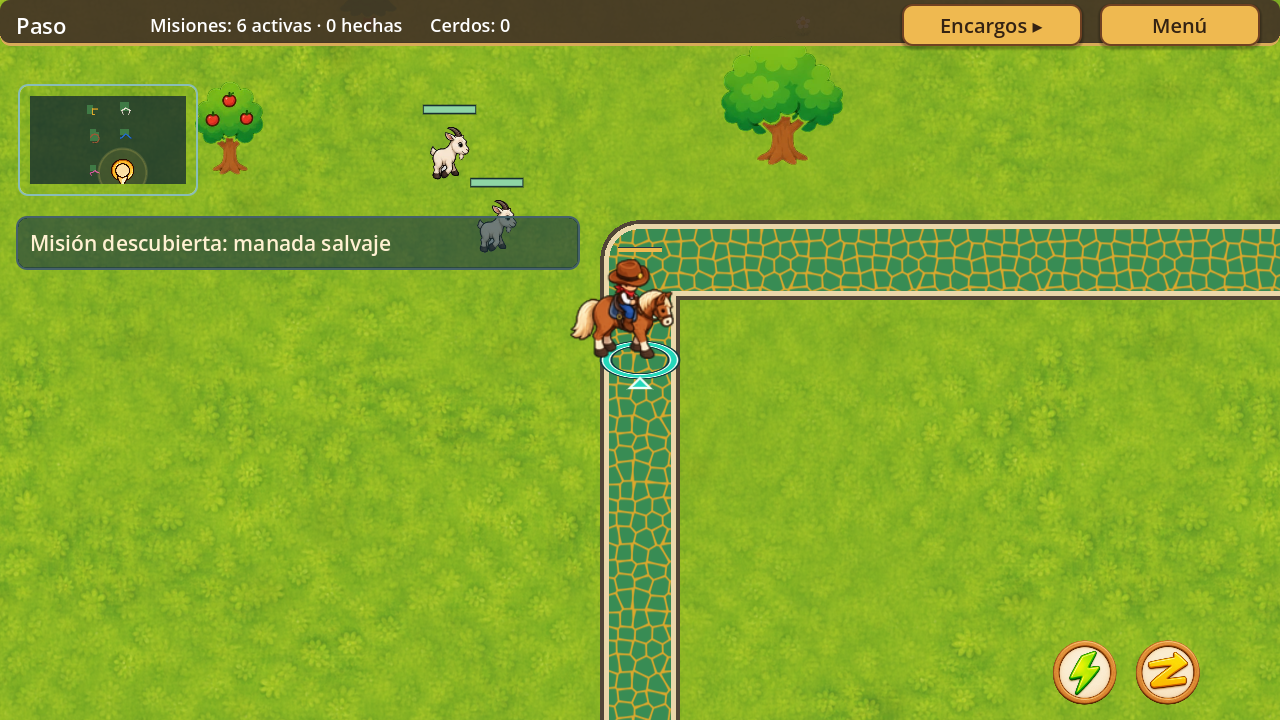 Paso
Misiones: 6 activas · 0 hechas
Cerdos: 0
Encargos ▸
Menú
Misión descubierta: manada salvaje